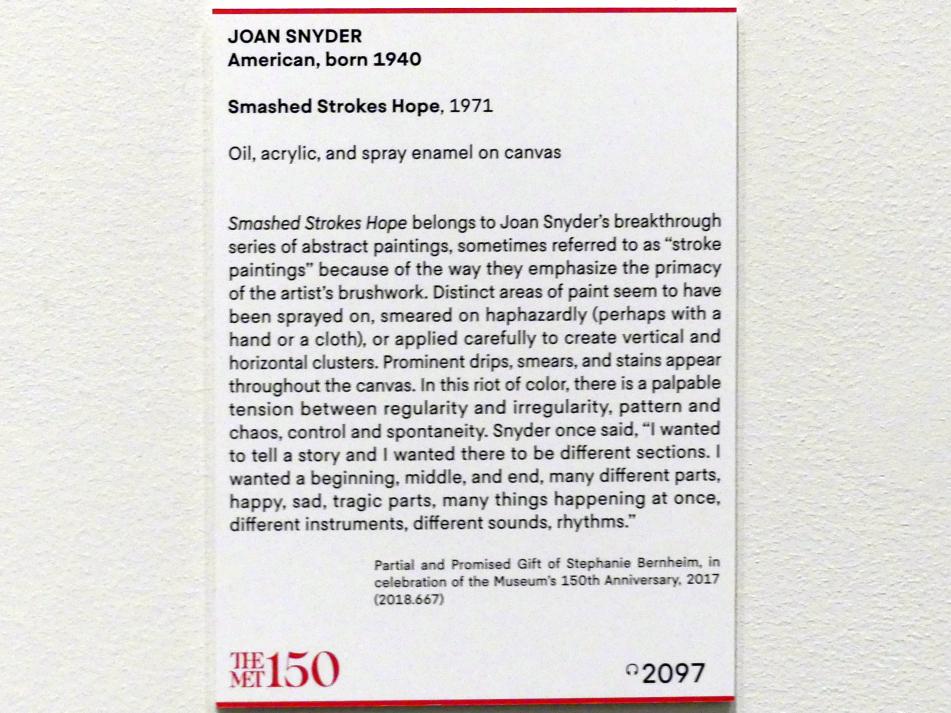 JOAN SNYDER
American, born 1940
Smashed Strokes Hope, 1971
Oil, acrylic, and spray enamel on canvas
Smashed Strokes Hope belongs to Joan Snyder's breakthrough
series of abstract paintings, sometimes referred to as “stroke
paintings” because of the way they emphasize the primacy
of the artist's brushwork. Distinct areas of paint seem to have
been sprayed on, smeared on haphazardly (perhaps with a
hand or a cloth), or applied carefully to create vertical and
horizontal clusters. Prominent drips, smears, and stains appear
throughout the canvas. In this riot of color, there is a palpable
tension between regularity and irregularity, pattern and
chaos, control and spontaneity. Snyder once said, “I wanted
to tell a story and I wanted there to be different sections. I
wanted a beginning, middle, and end, many different parts,
happy, sad, tragic parts, many things happening at once,
different instruments, different sounds, rhythms.”
Partial and Promised Gift of Stephanie Bernheim, in
celebration of the Museum's 150th Anniversary, 2017
(2018.667)
THE MET 150
2097